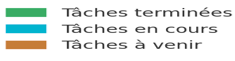 Tâches terminées
Tâches en cours
Tâches à venir